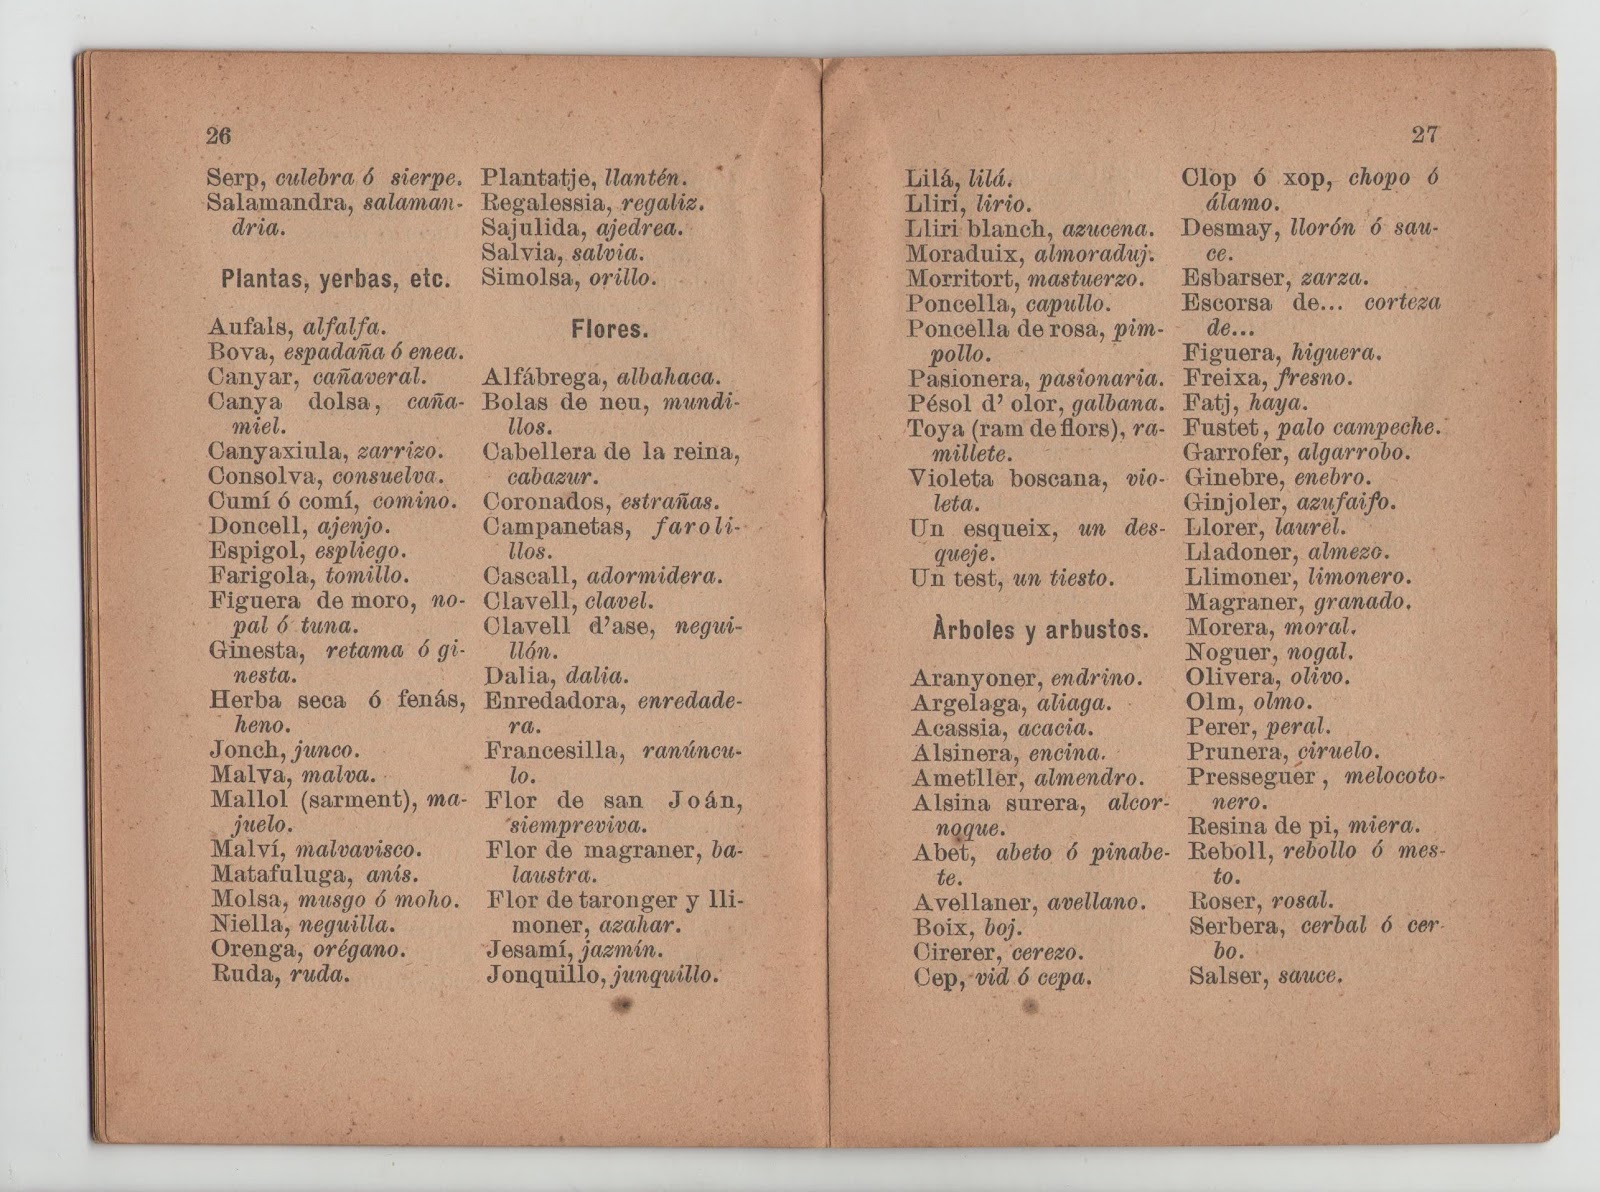 26
Serp, culebra ó sierpe.
Salamandra, salaman-
dria.
Plantas, yerbas, etc.
Aufals, alfalfa.
Bova, espadaña ó enea.
Canyar, cañaveral.
Canya dolsa, caña-
miel.
Canyaxiula, zarrizo.
Consolva, consuelva.
Cumí ó comí, comino.
Doncell, ajenjo.
Espigol, espliego.
Farigola, tomillo.
Figuera de moro, no-
pal ó tuna.
Ginesta, retama ó gi-
nesta.
Herba seca ó fenás,
heno.
Jonch, junco.
Malva, malva.
Mallol (sarment), ma-
juelo.
Malví, malvavisco.
Matafuluga, anís.
Molsa, musgo ó moho.
Niella, neguilla.
Orenga, orégano.
Ruda, ruda.
Plantatje, llantén.
Regalessia, regaliz.
Sajulida, ajedrea.
Salvia, salvia.
Simolsa, orillo.
Flores.
Alfábrega, albahaca.
Bolas de neu, mundi-
llos.
Cabellera de la reina,
cabazur.
Coronados, estrañas.
Campanetas, faroli-
llos.
Cascall, adormidera.
Clavell, clavel.
Clavell d'ase, negui-
llón.
Dalia, dalia.
Enredadora, enredade-
ra.
Francesilla, ranúncu-
lo.
Flor de san Joán,
siempreviva.
Flor de magraner, ba-
laustra.
Flor de taronger y lli-
moner, azahar.
Jesamí, jazmín.
Jonquillo, junquillo.
27
Lilá, lilá.
Lliri, lirio.
Lliri blanch, azucena.
Moraduix, almoraduj.
Morritort, mastuerzo.
Poncella, capullo.
Poncella de rosa, pim-
pollo.
Pasionera, pasionaria.
Pésol d' olor, galbana.
Toya (ram de flors), ra-
millete.
Violeta boscana, vio-
leta.
Un esqueix, un des-
queje.
Un test, un tiesto.
Àrboles y arbustos.
Aranyoner, endrino.
Argelaga, aliaga.
Acassia, acacia.
Alsinera, encina.
Ametller, almendro.
Alsina surera, alcor-
noque.
Abet, abeto ó pinabe-
te.
Avellaner, avellano.
Boix, boj.
Cirerer, cerezo.
Cep, vid ó cepa.
Clop ó xop, chopo ó
álamo.
Desmay, llorón ó sau-
ce.
Esbarser, zarza.
Escorsa de... corteza
de...
Figuera, higuera.
Freixa, fresno.
Fatj, haya.
Fustet, palo campeche.
Garrofer, algarrobo.
Ginebre, enebro.
Ginjoler, azufaifo.
Llorer, laurel.
Lladoner, almezo.
Llimoner, limonero.
Magraner, granado.
Morera, moral.
Noguer, nogal.
Olivera, olivo.
Olm, olmo.
Perer, peral.
Prunera, ciruelo.
Presseguer, melocoto-
nero.
Resina de pi, miera.
Reboll, rebollo ó mes-
to.
Roser, rosal.
Serbera, cerbal ó cer-
bo.
Salser, sauce.